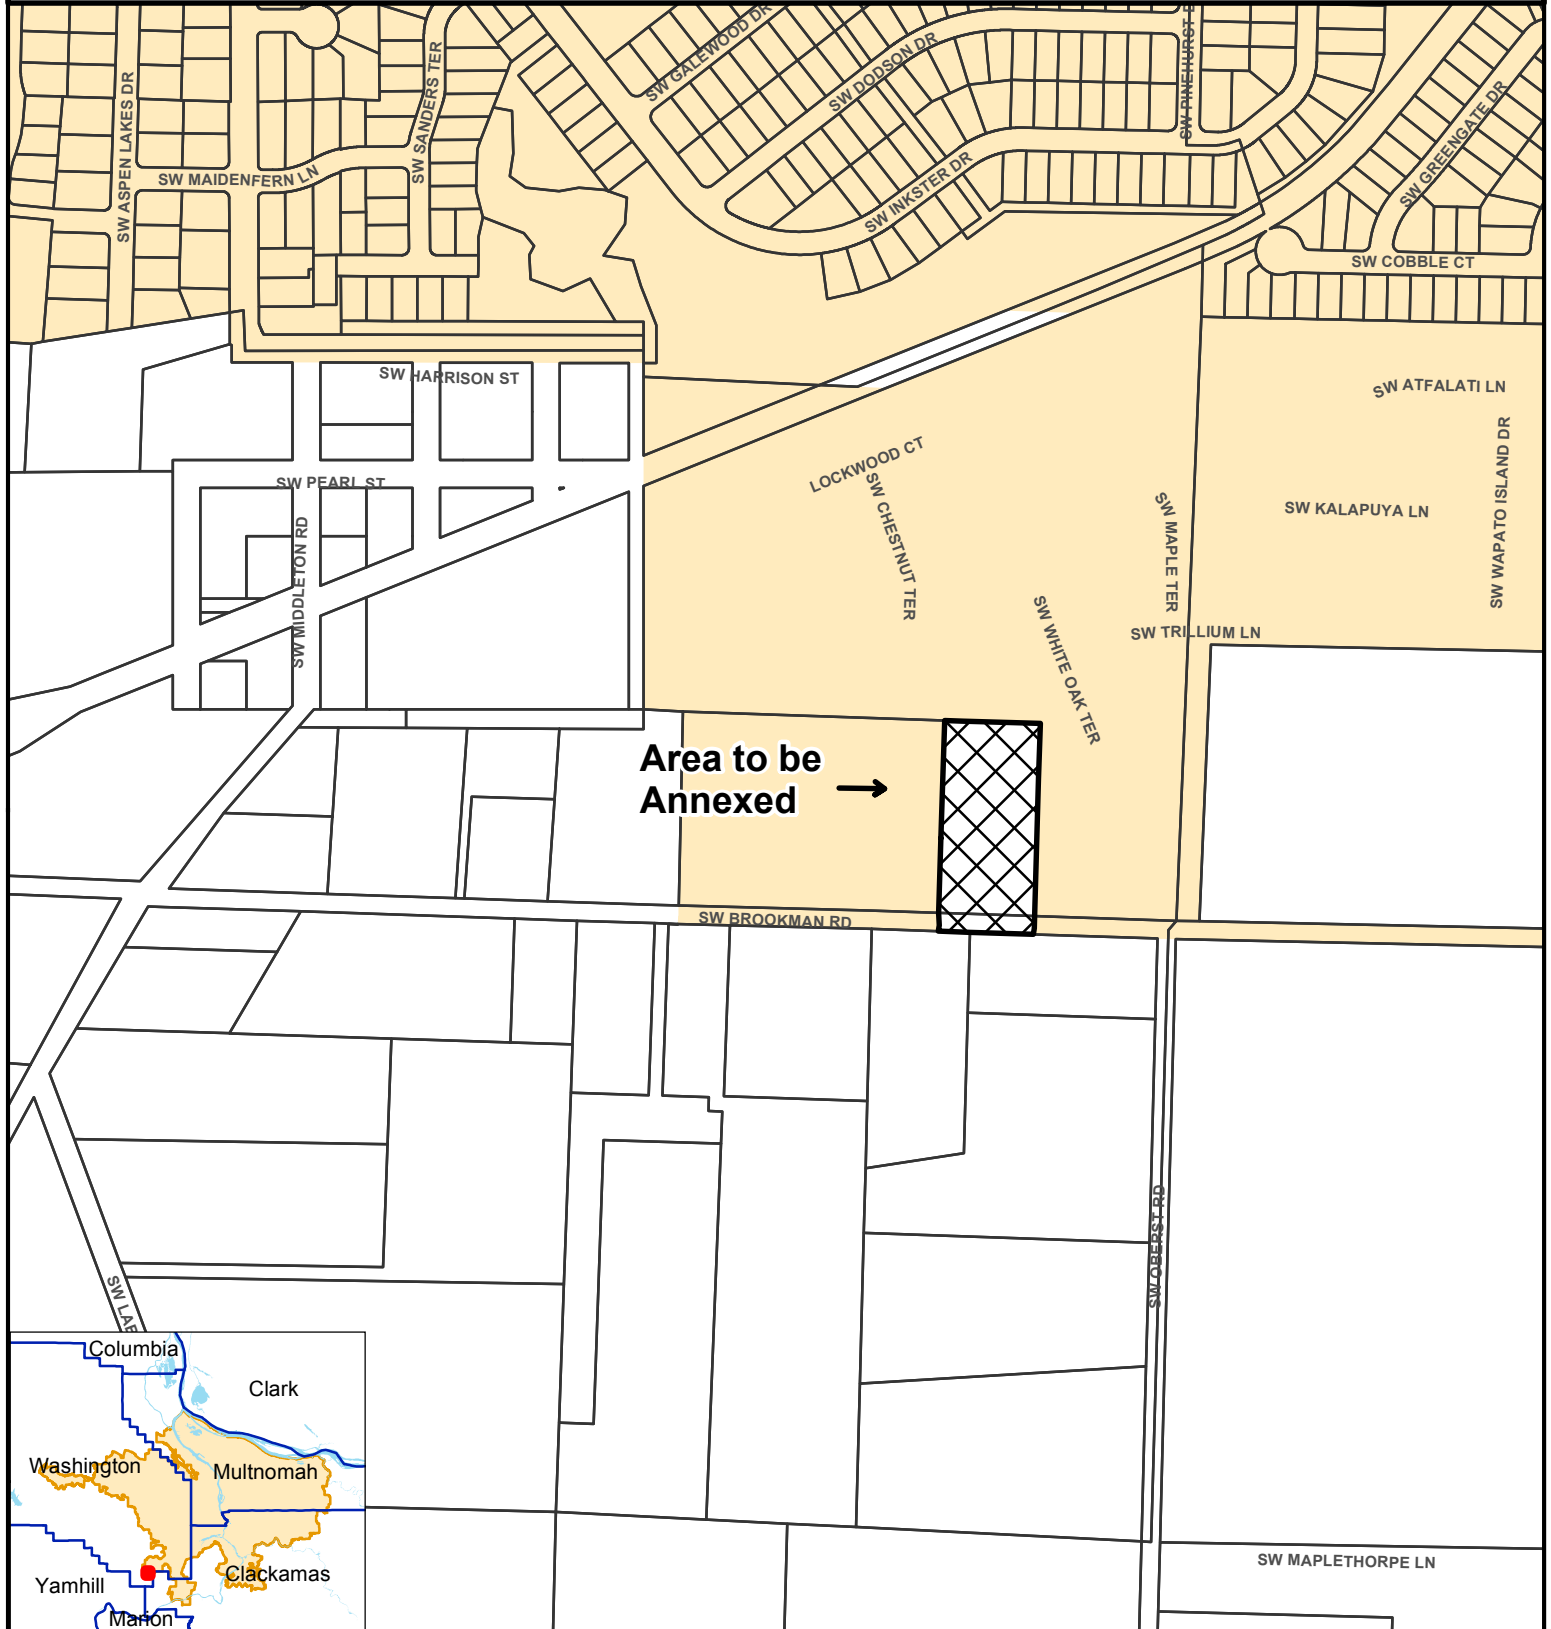 SW GALEWOOD DR
SW DODSON DR
SW PINEHURST
SW ASPEN LAKES DR
SW SANDERS TER
SW MAIDENFERN LN
SW INKSTER DR
SW GREENGATE DR
SW COBBLE CT
SW HARRISON ST
SW ATFALATI LN
LOCKWOOD CT
SW PEARL ST
SW CHESTNUT TER
SW MAPLE TER
SW KALAPUYA LN
SW WAPATO ISLAND DR
SW MIDDLETON RD
SW WHITE OAK TER
SW TRILLIUM LN
Area to be
Annexed
SW BROOKMAN RD
SW OBERST RD
SW LAE
Columbia
Clark
Washington
Multnomah
Yamhill
Clackamas
Marion
SW MAPLETHORPE LN